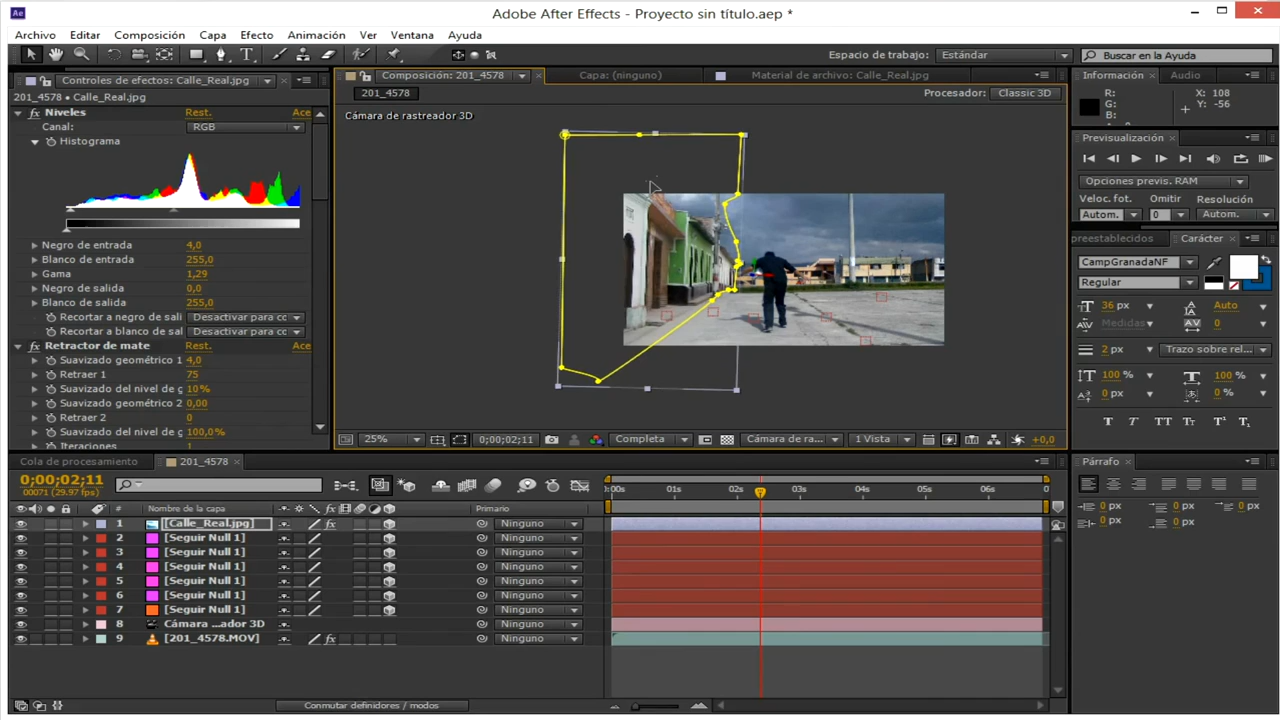 Ae
Adobe After Effects - Proyecto sin título.aep *
Archivo Editar Composición Capa Efecto Animación Ver Ventana Ayuda
Espacio de trabajo: Estándar
Buscar en la Ayuda
Controles de efectos: Calle_Real.jpg
Composición: 201_4578
Capa: (ninguno)
Material de archivo: Calle_Real.jpg
Información Audio
201_4578 • Calle_Real.jpg
201_4578
Procesador: Classic 3D
R:
G:
B:
X: 108
Y: -56
fx Niveles Rest. Ace
Cámara de rastreador 3D
Canal: RGB
Histograma
Previsualización
Opciones previs. RAM
Veloc. fot. Omitir Resolución
Autom. 0 Autom.
Negro de entrada 4,0
Blanco de entrada 255,0
Gama 1,29
Negro de salida 0,0
Blanco de salida 255,0
Recortar a negro de sal Desactivar para cc
Recortar a blanco de sal Desactivar para cc
fx Retractor de mate Rest. Ace
Suavizado geométrico 1 4,0
Retraer 1 75
Suavizado del nivel de g 10%
Suavizado geométrico 2 0,00
Retraer 2 0
Suavizado del nivel de g 100,0%
Iteraciones 1
preestablecidos Carácter
CampGranadaNF
Regular
36 px Auto
Medidas 0
2 px Trazo sobre rel...
100 % 100 %
0 px 0 %
T T TT Tt T¹ T₁
25% 0;00;02;11 Completa Cámara de ra... 1 Vista +0,0
Cola de procesamiento 201_4578
Párrafo
0;00;02;11
00071 (29.97 fps)
0 px 0 px 0 px
0 px 0 px
:00s 01s 02s 03s 04s 05s 06s 0
# Nombre de la capa fx Primario
1 [Calle_Real.jpg] fx Ninguno
2 [Seguir Null 1] Ninguno
3 [Seguir Null 1] Ninguno
4 [Seguir Null 1] Ninguno
5 [Seguir Null 1] Ninguno
6 [Seguir Null 1] Ninguno
7 [Seguir Null 1] Ninguno
8 Cámara ...ador 3D Ninguno
9 [201_4578.MOV] fx Ninguno
Conmutar definidores / modos